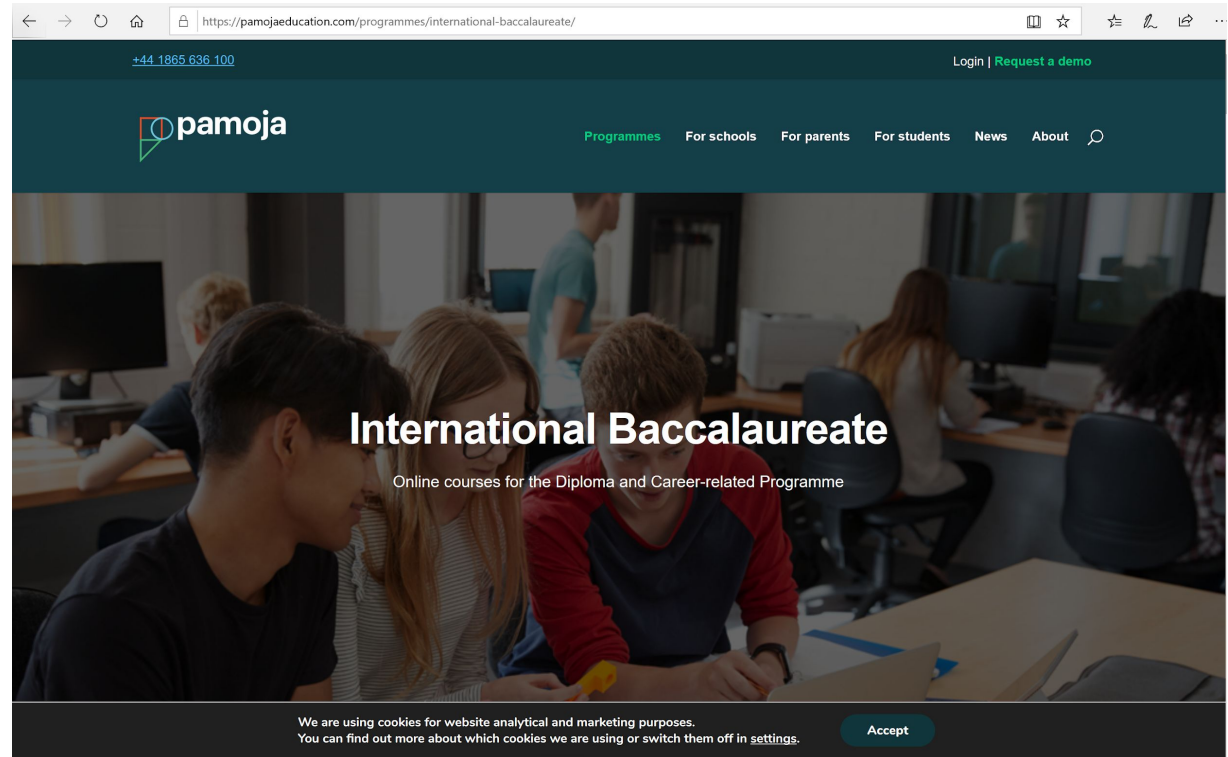 https://pamojaeducation.com/programmes/international-baccalaureate/
+44 1865 636 100
Login | Request a demo
pamoja
Programmes For schools For parents For students News About
International Baccalaureate
Online courses for the Diploma and Career-related Programme
We are using cookies for website analytical and marketing purposes.
You can find out more about which cookies we are using or switch them off in settings.
Accept